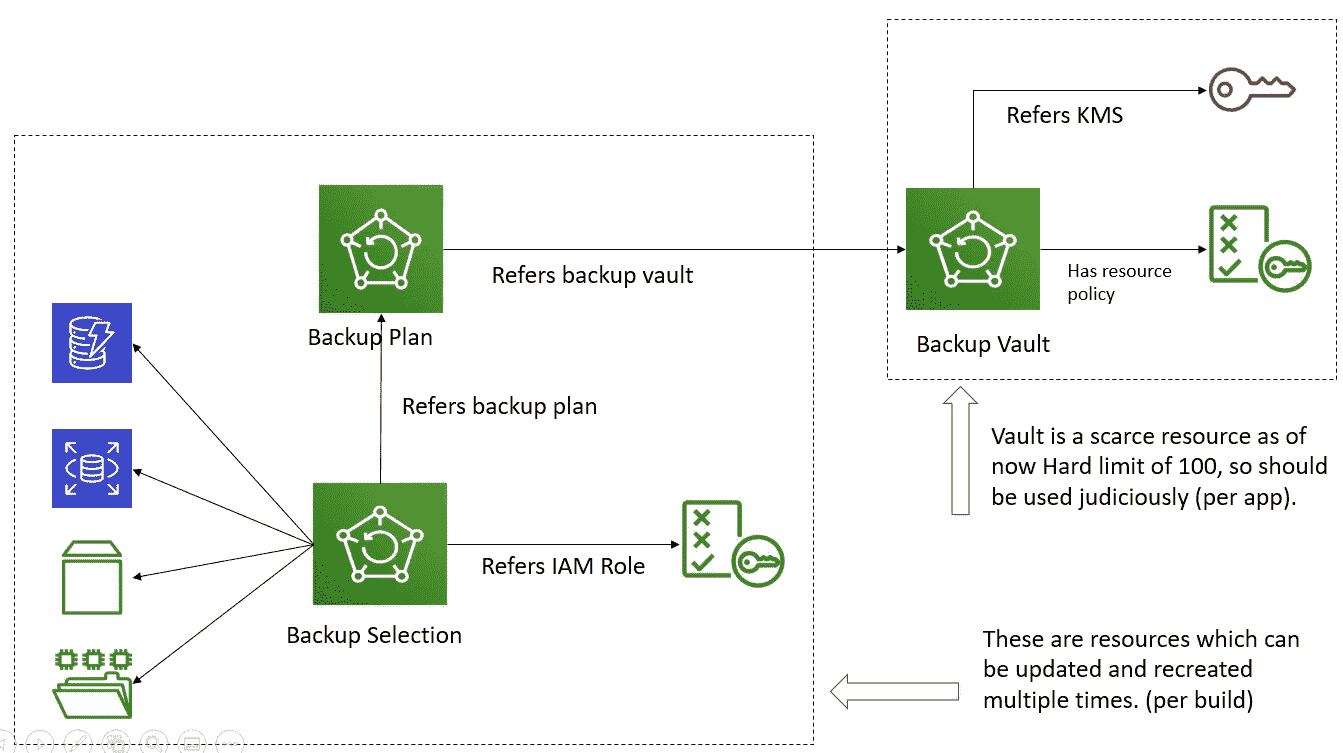 Refers KMS
Refers backup vault
Has resource
policy
Backup Plan
Backup Vault
Refers backup plan
Vault is a scarce resource as of
now Hard limit of 100, so should
be used judiciously (per app).
Refers IAM Role
Backup Selection
These are resources which can
be updated and recreated
multiple times. (per build)